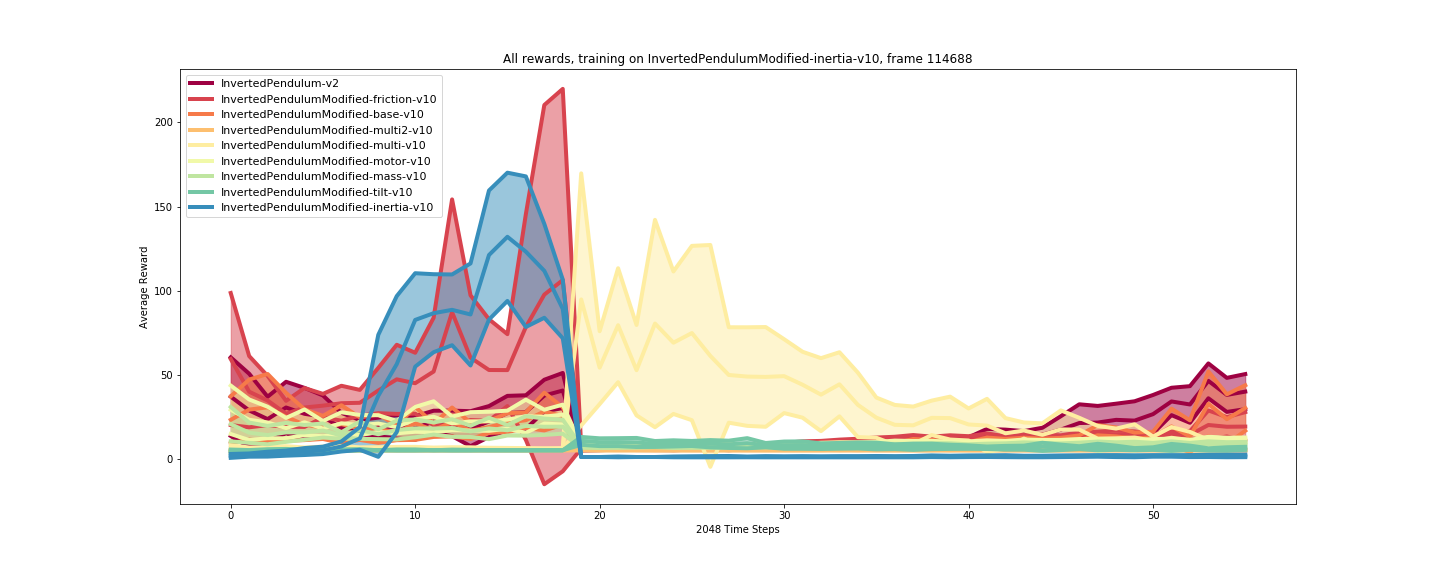 All rewards, training on InvertedPendulumModified-inertia-v10, frame 114688
InvertedPendulum-v2
InvertedPendulumModified-friction-v10
InvertedPendulumModified-base-v10
InvertedPendulumModified-multi2-v10
InvertedPendulumModified-multi-v10
InvertedPendulumModified-motor-v10
InvertedPendulumModified-mass-v10
InvertedPendulumModified-tilt-v10
InvertedPendulumModified-inertia-v10
Average Reward
200
150
100
50
0
0 10 20 30 40 50
2048 Time Steps